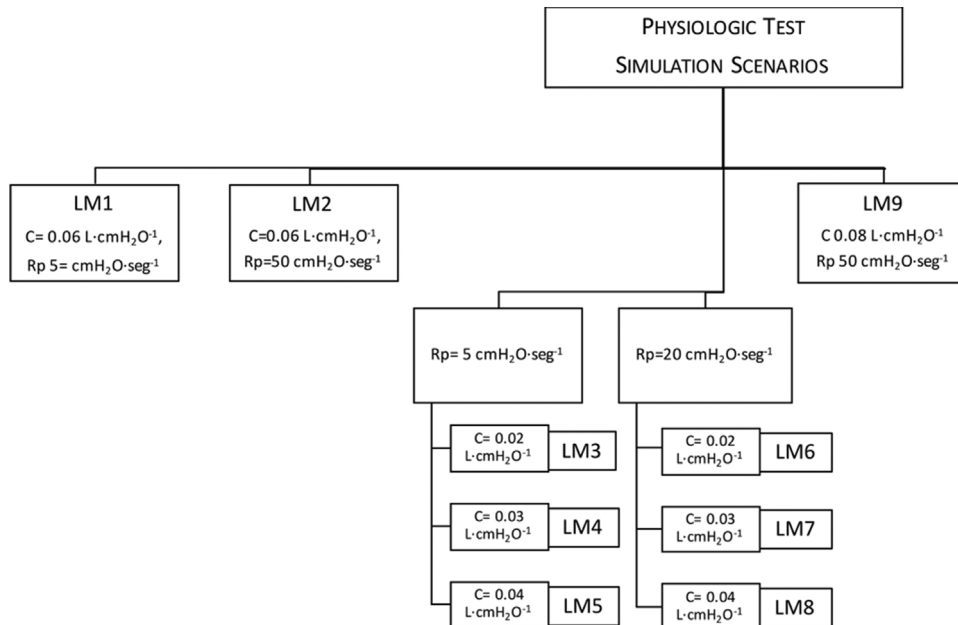 PHYSIOLOGIC TEST
SIMULATION SCENARIOS
LM1
C= 0.06 L·cmH₂O⁻¹,
Rp 5= cmH₂O·seg⁻¹
LM2
C=0.06 L·cmH₂O⁻¹,
Rp=50 cmH₂O·seg⁻¹
LM9
C 0.08 L·cmH₂O⁻¹
Rp 50 cmH₂O·seg⁻¹
Rp= 5 cmH₂O·seg⁻¹
Rp=20 cmH₂O·seg⁻¹
C= 0.02
L·cmH₂O⁻¹
LM3
C= 0.03
L·cmH₂O⁻¹
LM4
C= 0.04
L·cmH₂O⁻¹
LM5
C= 0.02
L·cmH₂O⁻¹
LM6
C= 0.03
L·cmH₂O⁻¹
LM7
C= 0.04
L·cmH₂O⁻¹
LM8